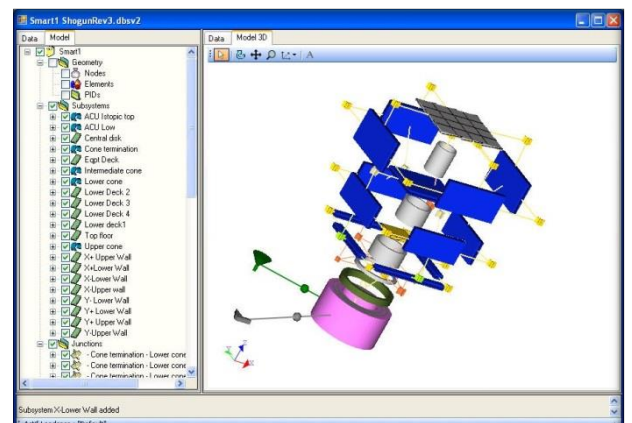 Smart1 ShogunRev3.dbsv2
Data Model
Smart1
Geometry
Nodes
Elements
PIDs
Subsystems
ACU Istopic top
ACU Low
Central disk
Cone termination
Eqpt Deck
Intermediate cone
Lower cone
Lower Deck 2
Lower Deck 3
Lower Deck 4
Lower deck1
Top floor
Upper cone
X+ Upper Wall
X+Lower Wall
X-Lower Wall
X-Upper wall
Y- Lower Wall
Y+ Lower Wall
Y+ Upper Wall
Y-Upper Wall
Junctions
- Cone termination - Lower cone
- Cone termination - Lower cone
- Cone termination - Lower cone
Data Model 3D
A
Subsystem X-Lower Wall added